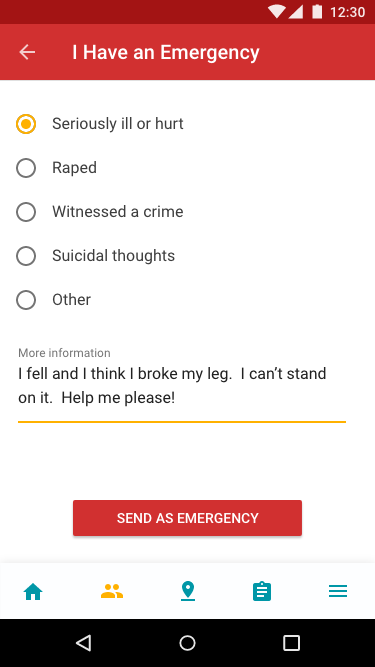 12:30
I Have an Emergency
Seriously ill or hurt
Raped
Witnessed a crime
Suicidal thoughts
Other
More information
I fell and I think I broke my leg.  I can’t stand
on it.  Help me please!
SEND AS EMERGENCY